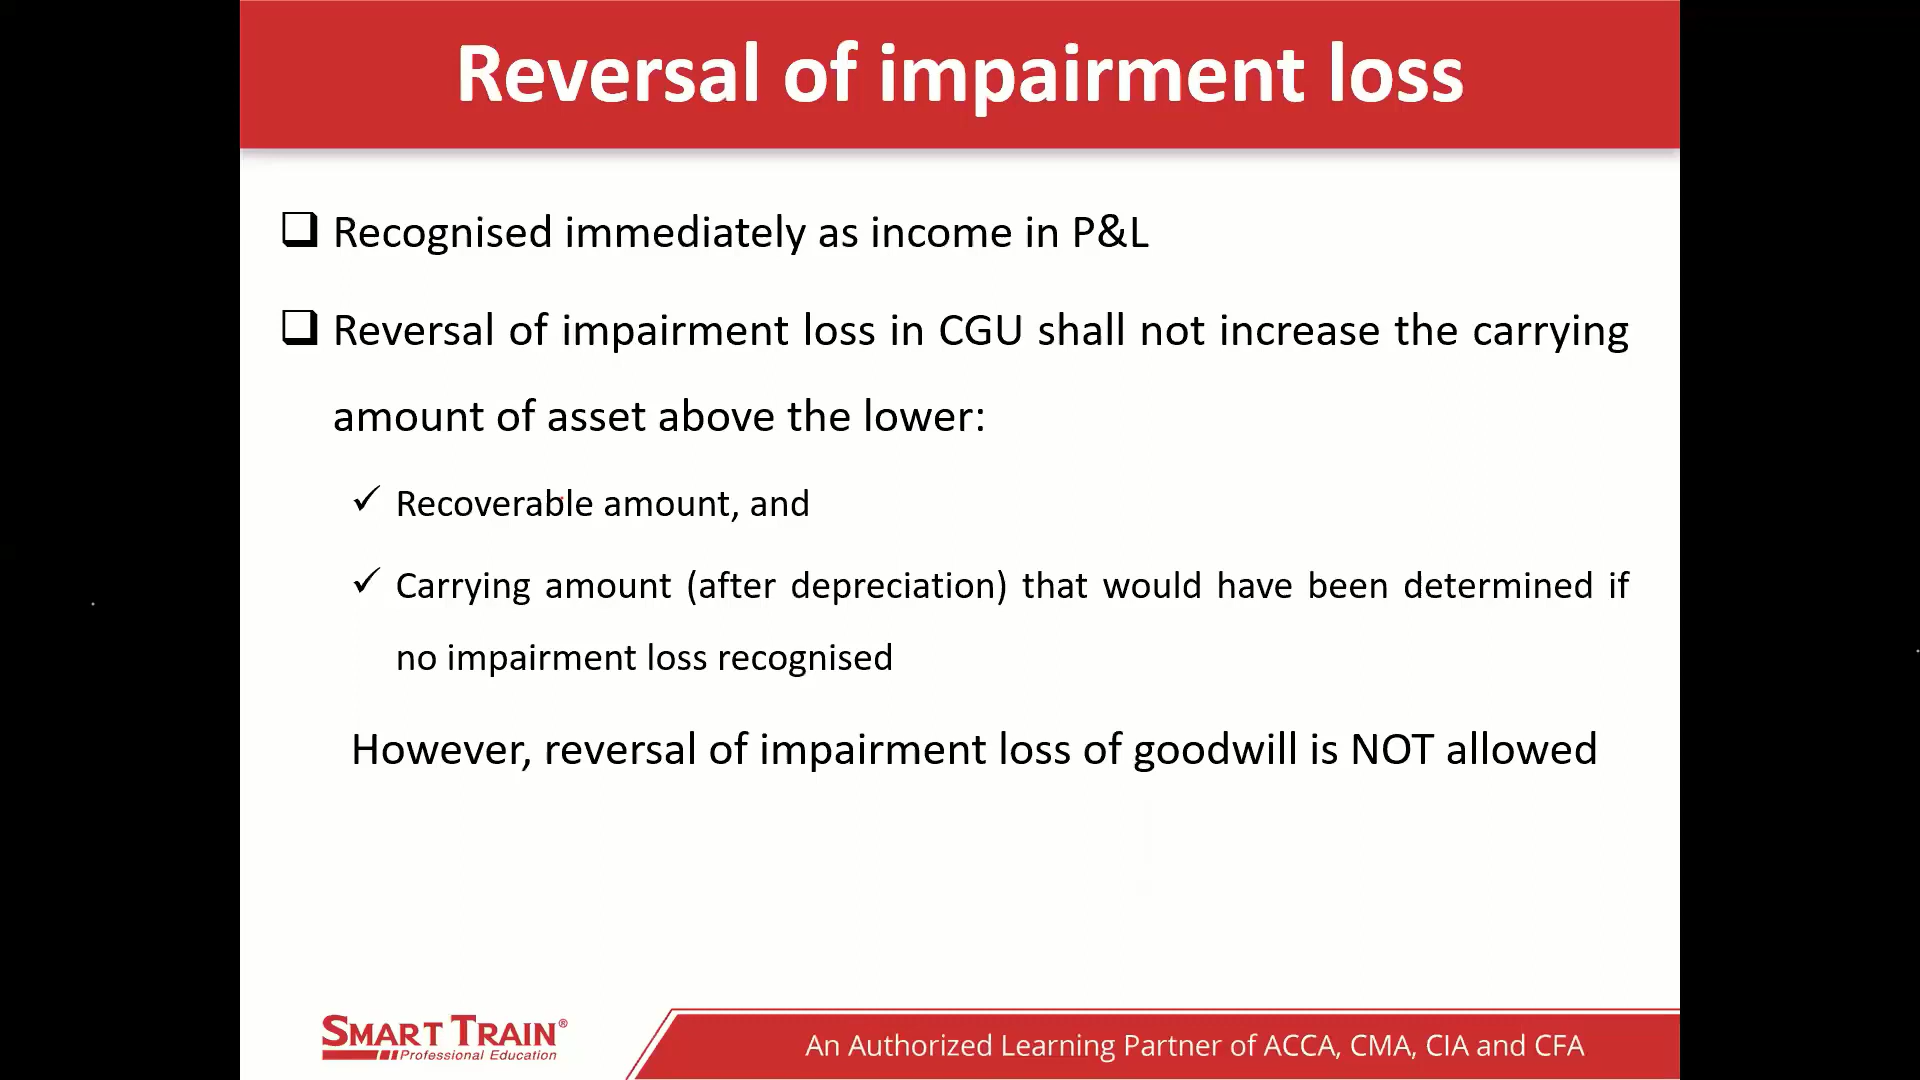 Reversal of impairment loss
Recognised immediately as income in P&L
Reversal of impairment loss in CGU shall not increase the carrying
amount of asset above the lower:
Recoverable amount, and
Carrying amount (after depreciation) that would have been determined if
no impairment loss recognised
However, reversal of impairment loss of goodwill is NOT allowed
SMART TRAIN®
Professional Education
An Authorized Learning Partner of ACCA, CMA, CIA and CFA